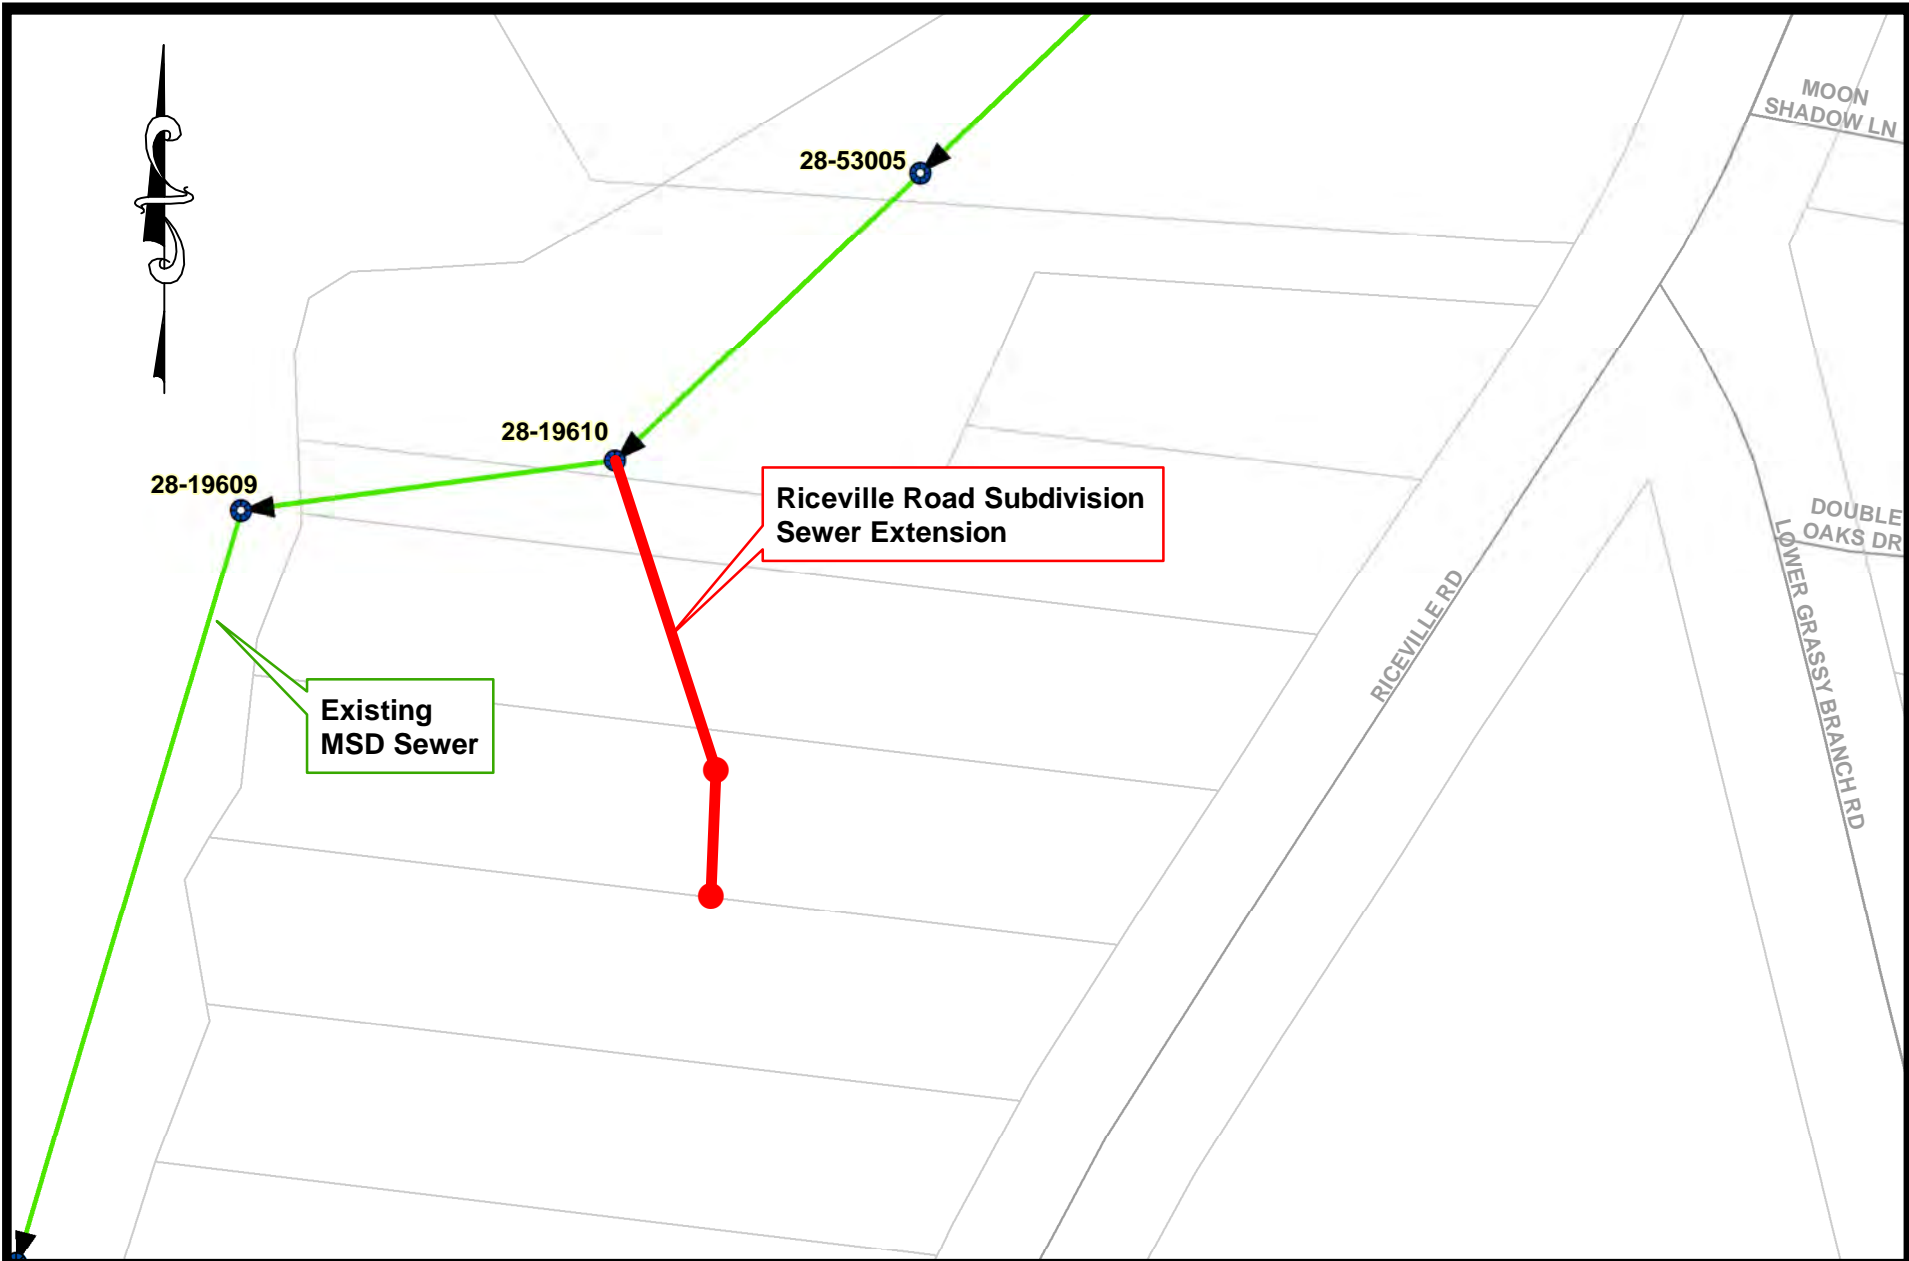 MOON
SHADOW LN
28-53005
28-19610
28-19609
Riceville Road Subdivision
Sewer Extension
DOUBLE
OAKS DR
LOWER GRASSY BRANCH RD
RICEVILLE RD
Existing
MSD Sewer